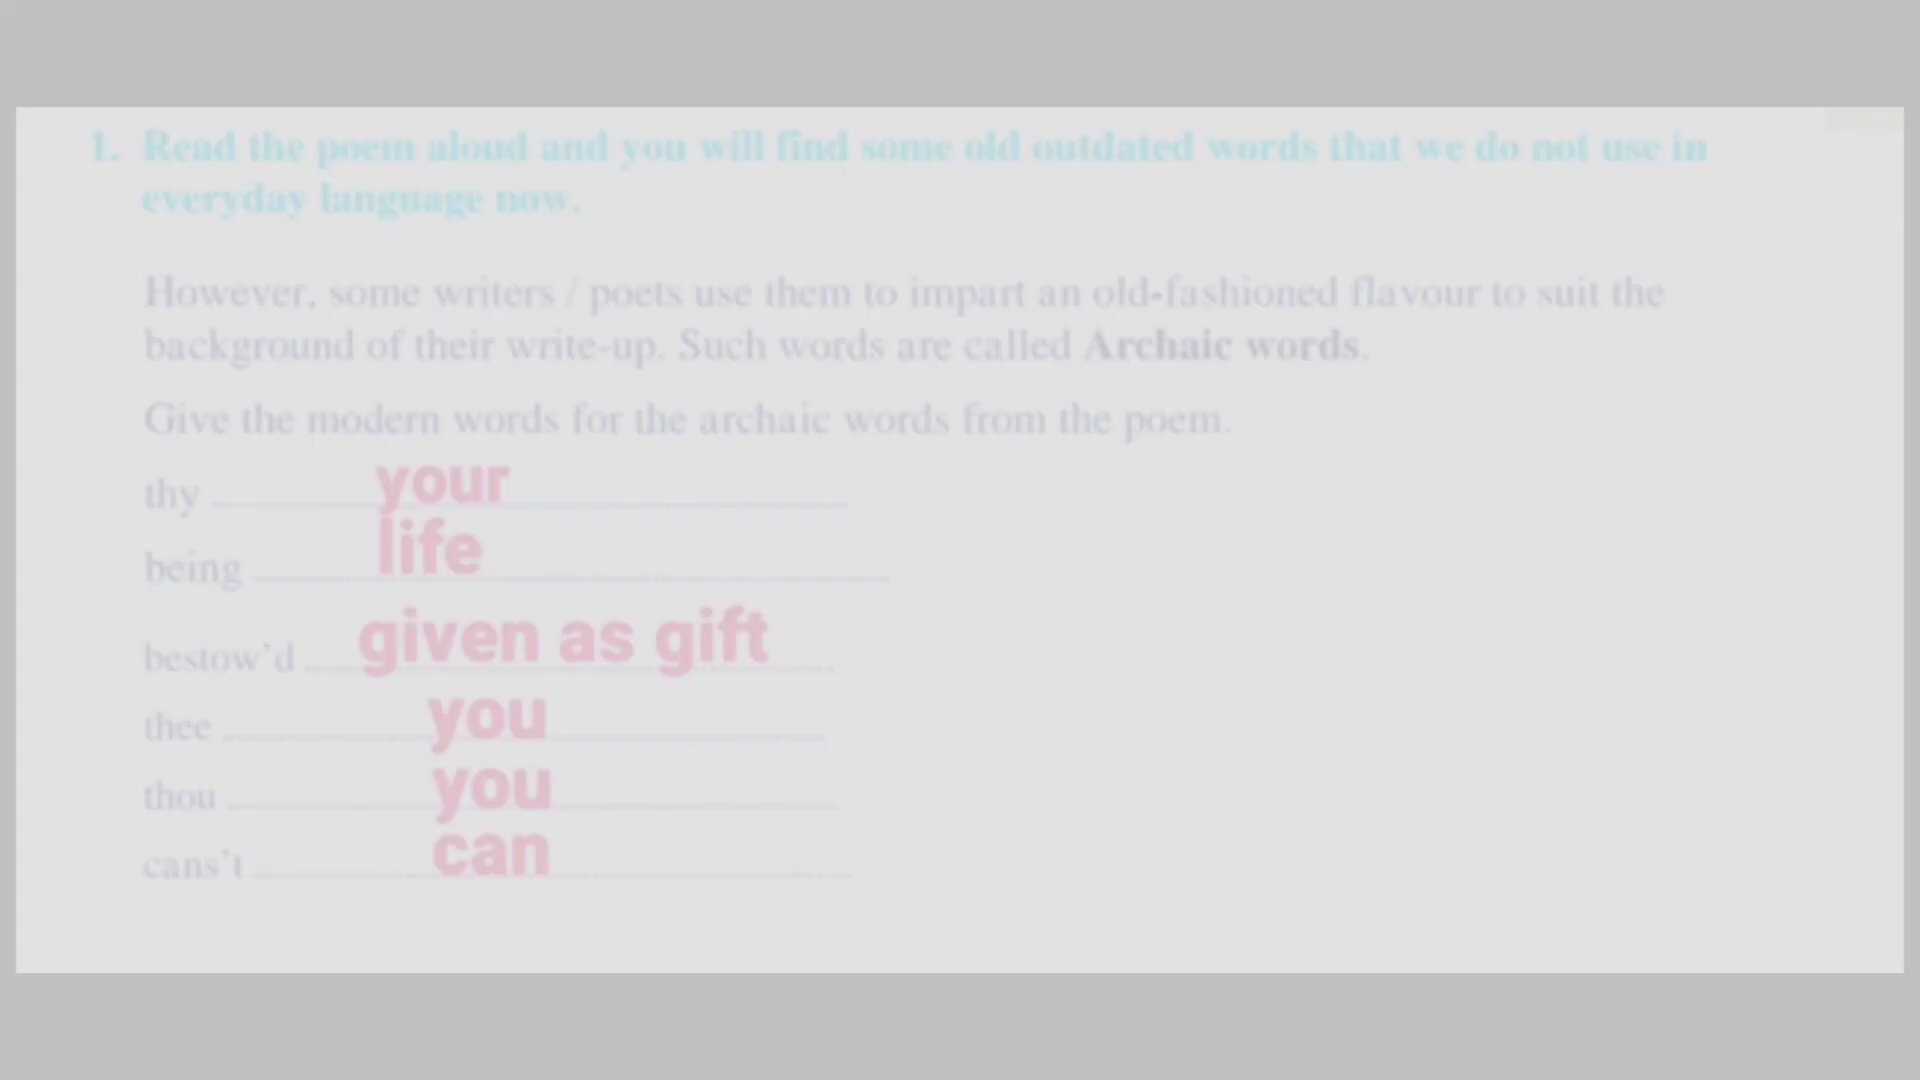 1. Read the poem aloud and you will find some old outdated words that we do not use in
everyday language now.
However, some writers / poets use them to impart an old-fashioned flavour to suit the
background of their write-up. Such words are called Archaic words.
Give the modern words for the archaic words from the poem.
thy your
being life
bestow'd given as gift
thee you
thou you
cans't can